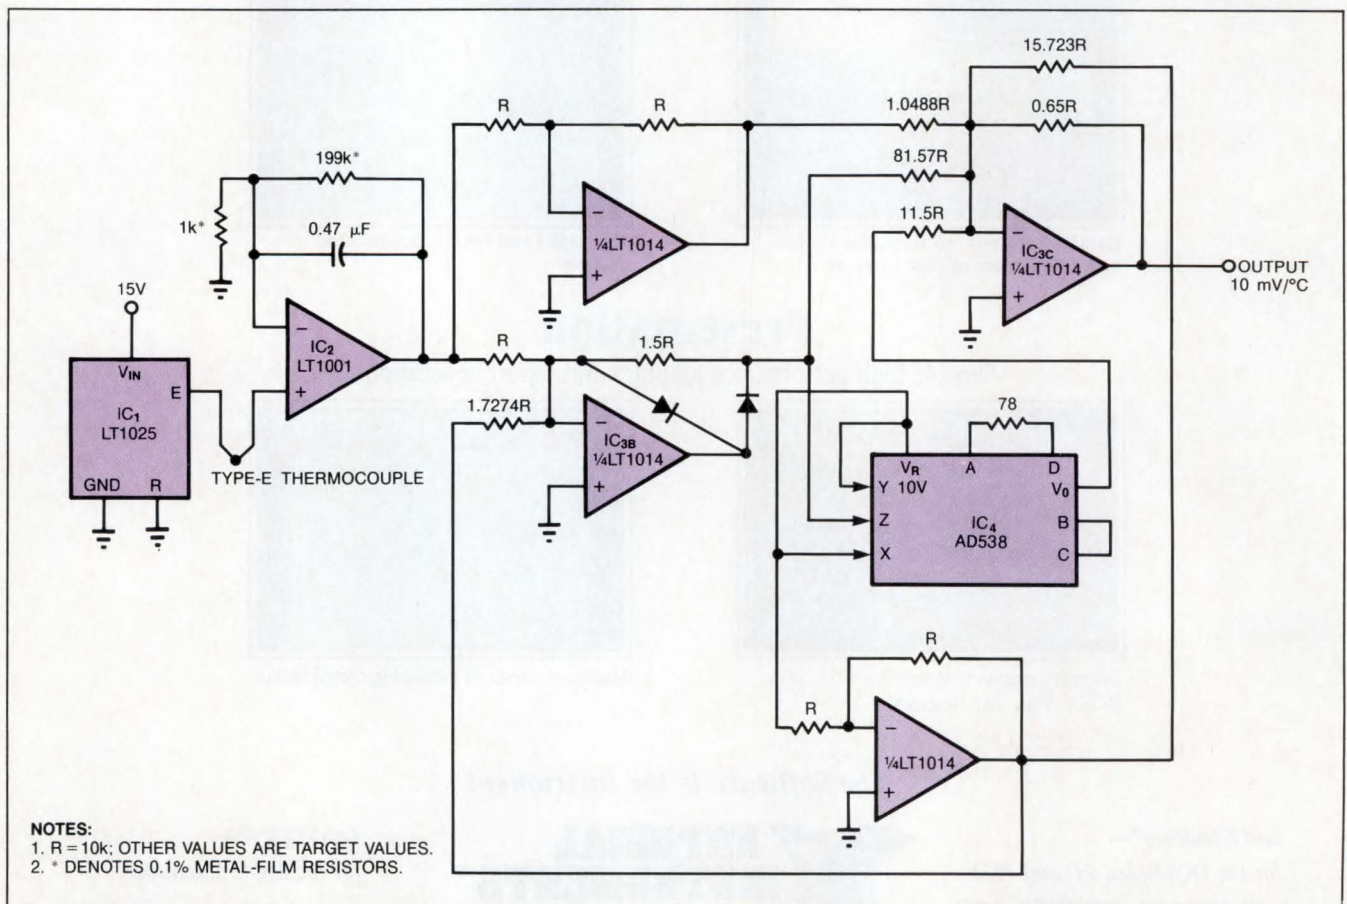 15.723R
R
R
1.0488R
0.65R
199k*
81.57R
1k*
0.47 μF
11.5R
−
¼LT1014
+
−
IC3C
¼LT1014
+
OUTPUT
10 mV/°C
15V
−
IC2
LT1001
+
R
1.5R
VIN
E
IC1
LT1025
GND R
TYPE-E THERMOCOUPLE
1.7274R
−
IC3B
¼LT1014
+
78
VR
10V
A
D
Y
V0
Z
IC4
AD538
B
X
C
R
R
−
¼LT1014
+
NOTES:
1. R=10k; OTHER VALUES ARE TARGET VALUES.
2. * DENOTES 0.1% METAL-FILM RESISTORS.